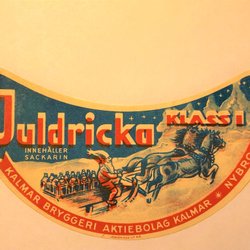 Juldricka
KLASS I
INNEHÅLLER
SACKARIN
KALMAR BRYGGERI AKTIEBOLAG KALMAR * NYBRO